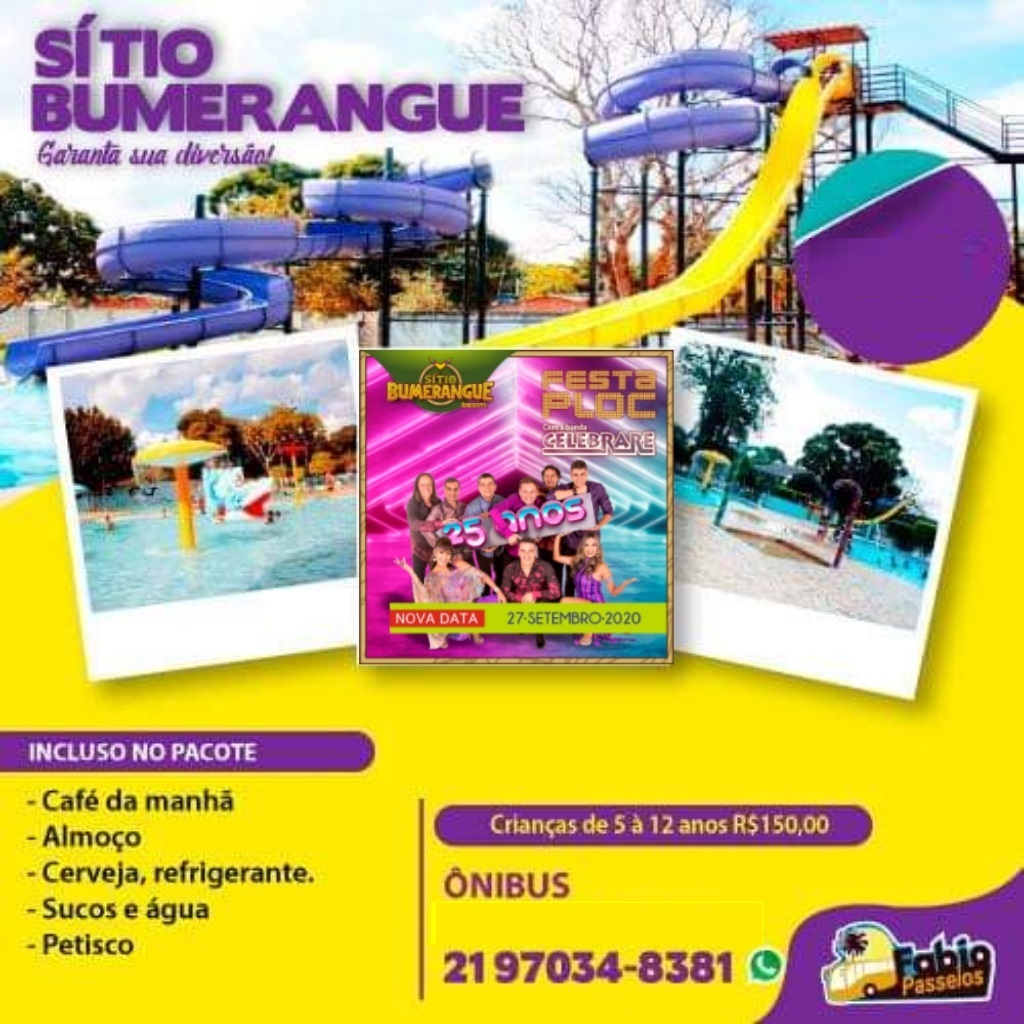 SÍTIO
BUMERANGUE
Garanta sua diversão!
SÍTIO
BUMERANGUE
FESTA
PLOC
Com a banda
CELEBRARE
25 anos
NOVA DATA 27-SETEMBRO-2020
INCLUSO NO PACOTE
- Café da manhã
- Almoço
- Cerveja, refrigerante.
- Sucos e água
- Petisco
Crianças de 5 à 12 anos R$150,00
ÔNIBUS
21 97034-8381
Fabio
Passeios